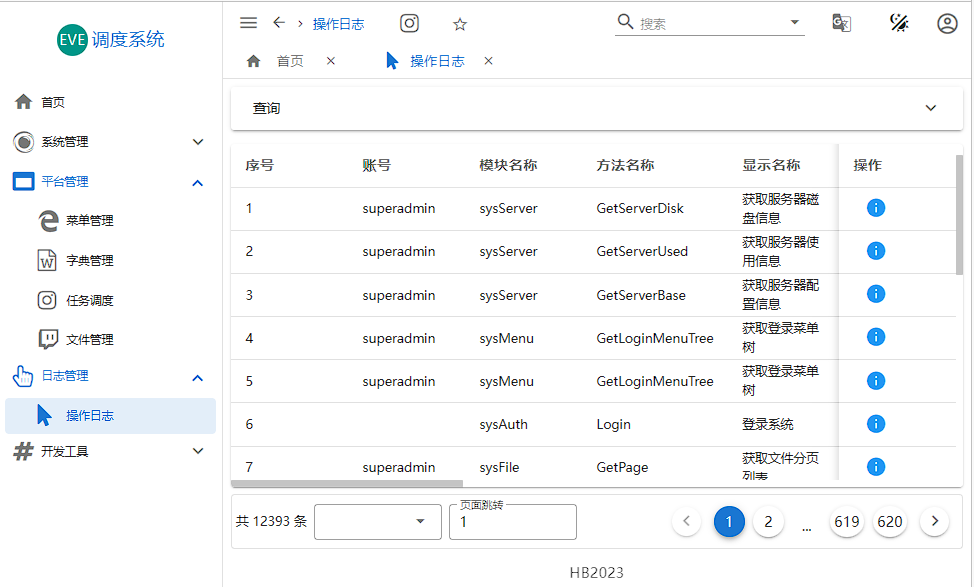 EVE 调度系统
首页
系统管理
平台管理
菜单管理
字典管理
任务调度
文件管理
日志管理
操作日志
开发工具
操作日志
搜索
首页
操作日志
查询
序号 账号 模块名称 方法名称 显示名称 操作
1 superadmin sysServer GetServerDisk 获取服务器磁
盘信息
2 superadmin sysServer GetServerUsed 获取服务器使
用信息
3 superadmin sysServer GetServerBase 获取服务器配
置信息
4 superadmin sysMenu GetLoginMenuTree 获取登录菜单
树
5 superadmin sysMenu GetLoginMenuTree 获取登录菜单
树
6 sysAuth Login 登录系统
7 superadmin sysFile GetPage 获取文件分页
列表
共 12393 条
页面跳转
1
1 2 ... 619 620
HB2023